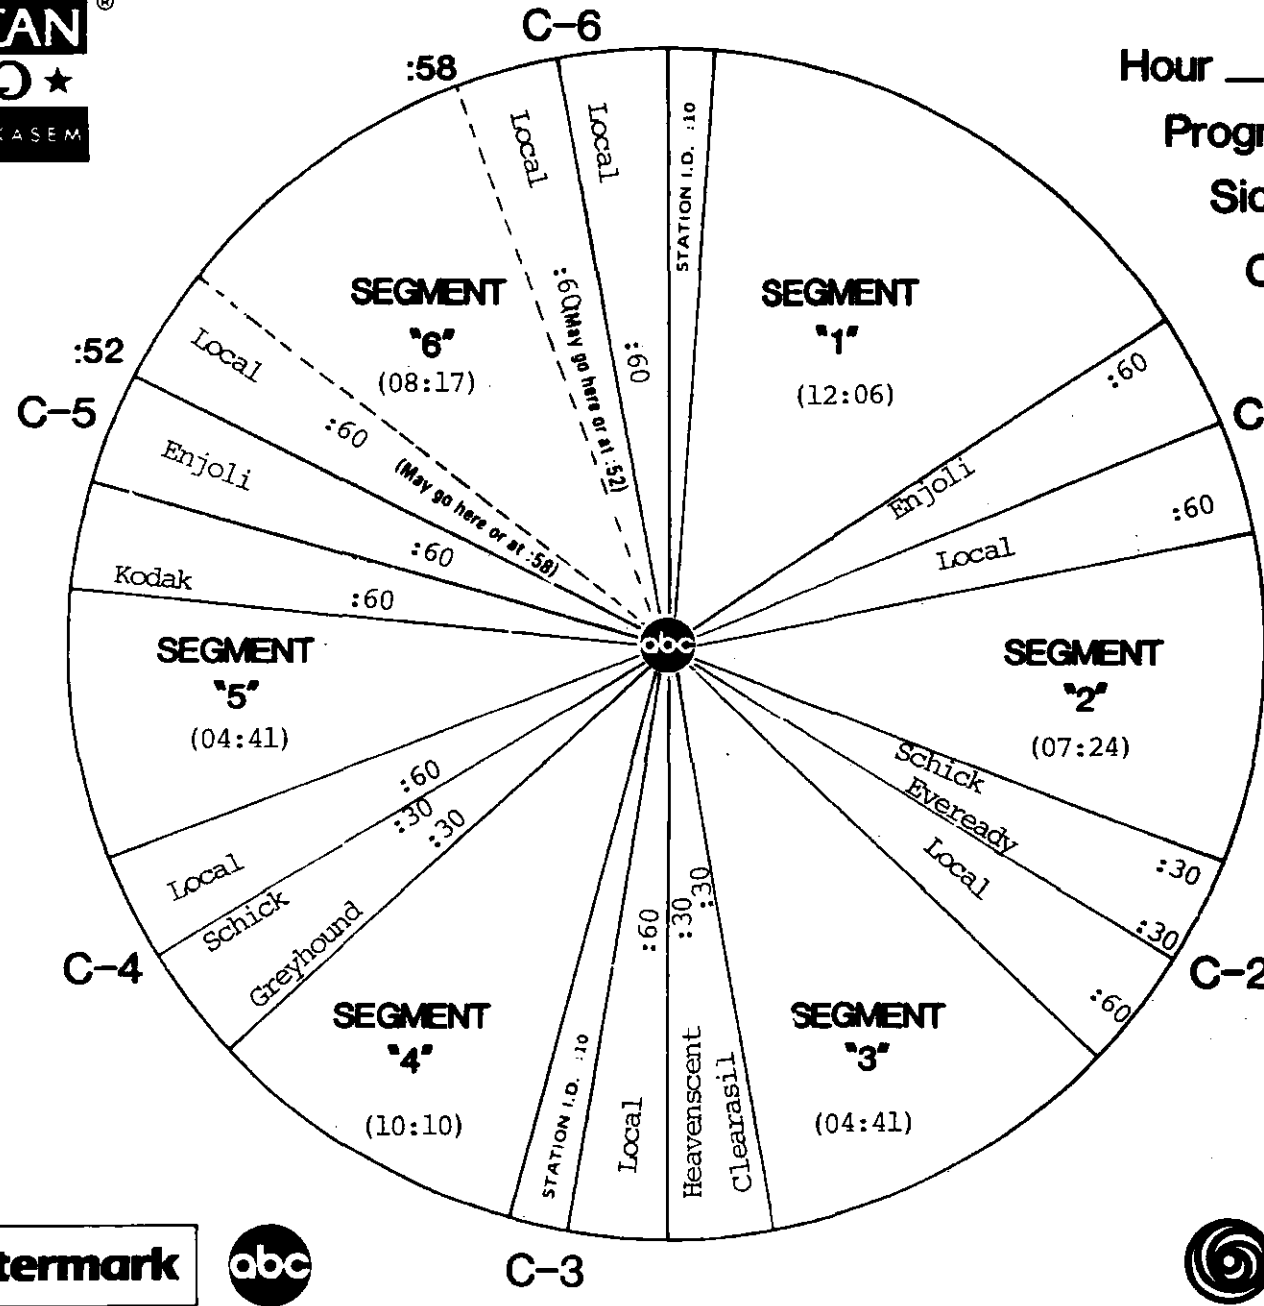 ®
C-6
:58
Hour
KASEM
Local
Local
STATION I.D. :10
:60 (May go here or at :52)
:60
SEGMENT
"6"
(08:17)
SEGMENT
"1"
(12:06)
:52
C-5
Local
:60
(May go here or at :58)
Enjoli
:60
Kodak
:60
:60
Enjoli
Local
:60
abc
SEGMENT
"5"
(04:41)
SEGMENT
"2"
(07:24)
Schick
:30
Eveready
:30
Local
:60
C-2
:60
Local
:30
Schick
:30
Greyhound
C-4
SEGMENT
"4"
(10:10)
STATION I.D. :10
:60
Local
:30
Heavenscent
:30
Clearasil
SEGMENT
"3"
(04:41)
C-3
termark
abc